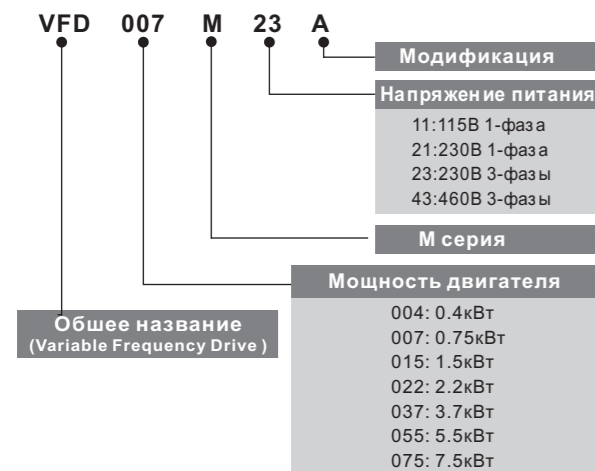 VFD 007 M 23 A
Модификация
Напряжение питания
11:115В 1-фаза
21:230В 1-фаза
23:230В 3-фазы
43:460В 3-фазы
М серия
Мощность двигателя
004: 0.4кВт
007: 0.75кВт
015: 1.5кВт
022: 2.2кВт
037: 3.7кВт
055: 5.5кВт
075: 7.5кВт
Обшее название
(Variable Frequency Drive )